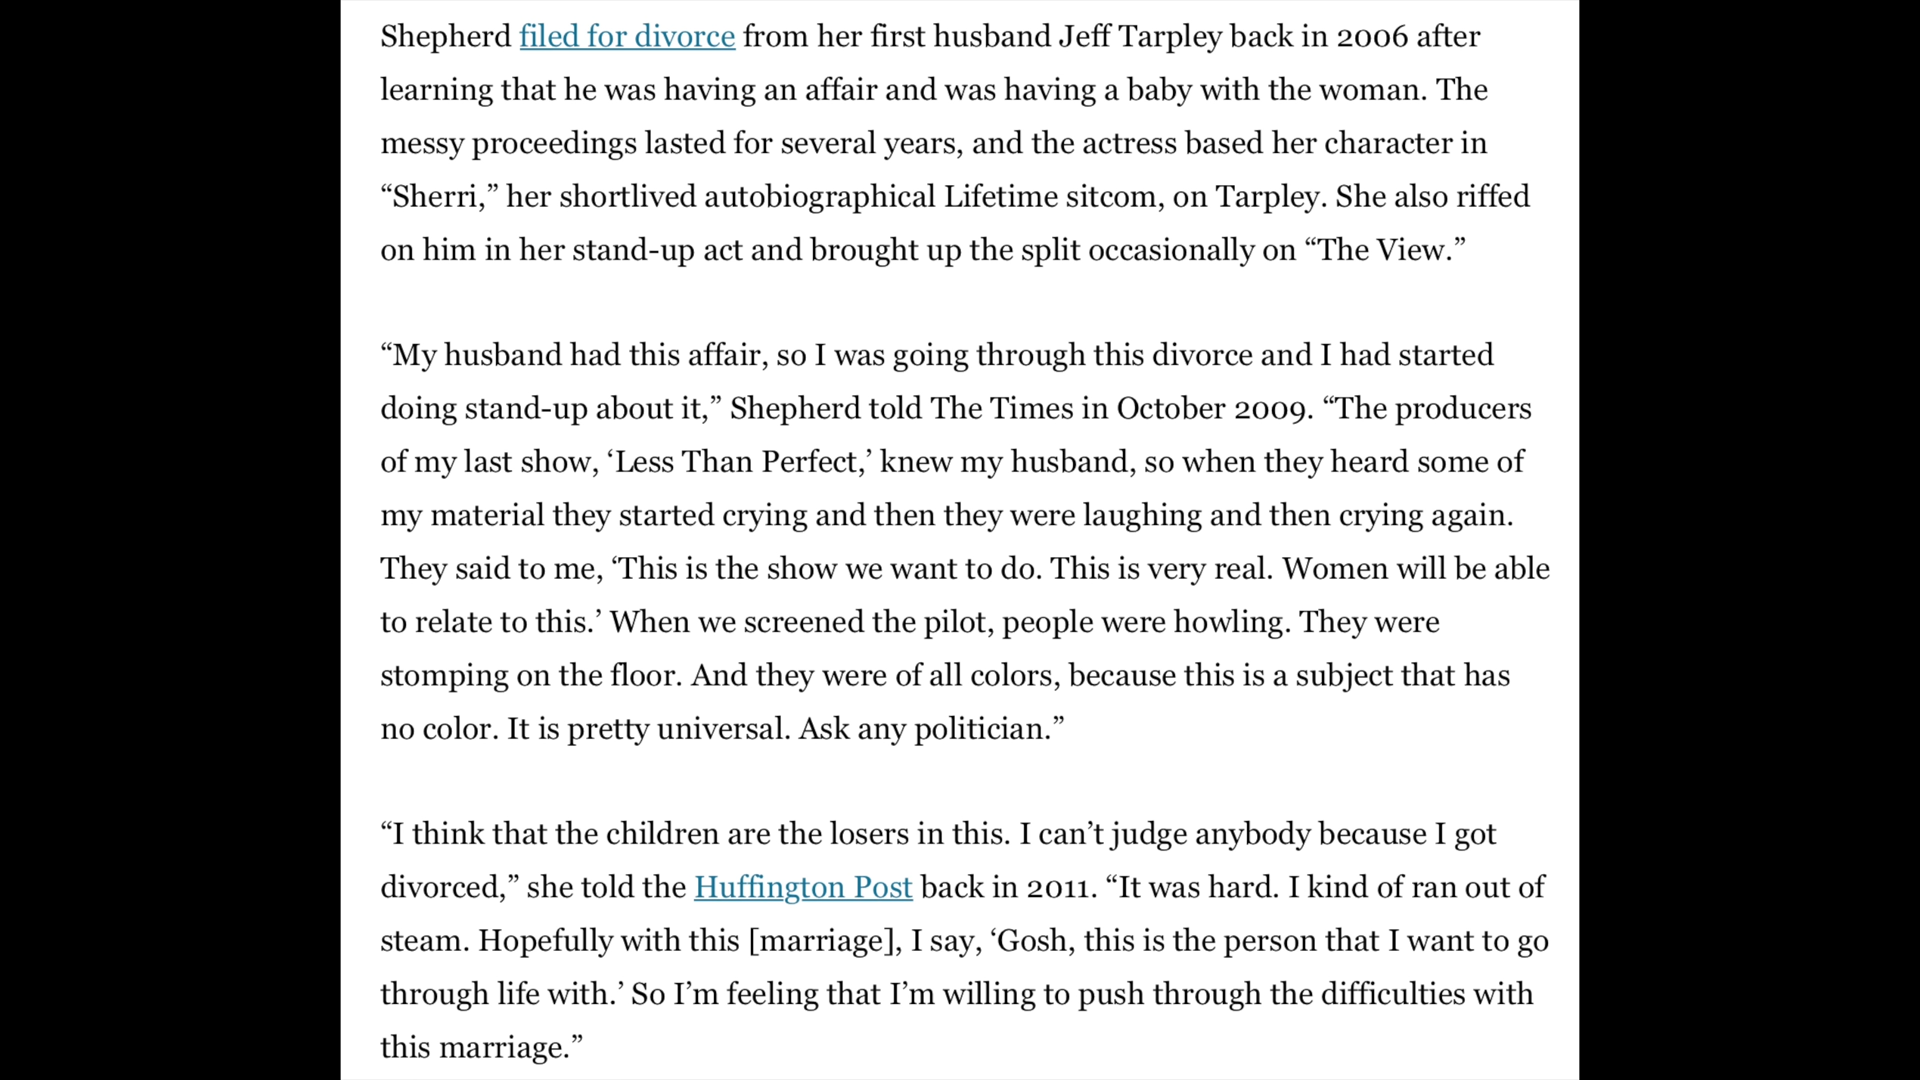 Shepherd filed for divorce from her first husband Jeff Tarpley back in 2006 after
learning that he was having an affair and was having a baby with the woman. The
messy proceedings lasted for several years, and the actress based her character in
“Sherri,” her shortlived autobiographical Lifetime sitcom, on Tarpley. She also riffed
on him in her stand-up act and brought up the split occasionally on “The View.”
“My husband had this affair, so I was going through this divorce and I had started
doing stand-up about it,” Shepherd told The Times in October 2009. “The producers
of my last show, ‘Less Than Perfect,’ knew my husband, so when they heard some of
my material they started crying and then they were laughing and then crying again.
They said to me, ‘This is the show we want to do. This is very real. Women will be able
to relate to this.’ When we screened the pilot, people were howling. They were
stomping on the floor. And they were of all colors, because this is a subject that has
no color. It is pretty universal. Ask any politician.”
“I think that the children are the losers in this. I can’t judge anybody because I got
divorced,” she told the Huffington Post back in 2011. “It was hard. I kind of ran out of
steam. Hopefully with this [marriage], I say, ‘Gosh, this is the person that I want to go
through life with.’ So I’m feeling that I’m willing to push through the difficulties with
this marriage.”